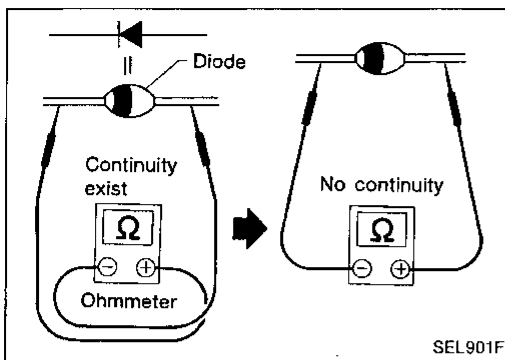 Diode
Continuity
exist
Ω
⊖ ⊕
Ohmmeter
No continuity
Ω
⊖ ⊕
SEL901F